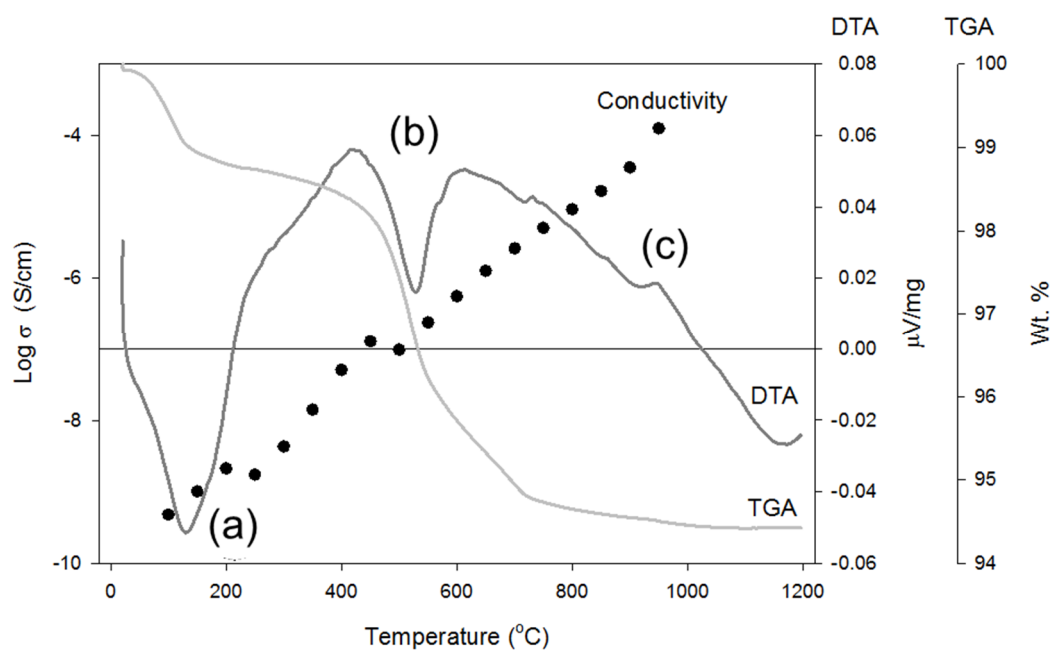 DTA TGA
0.08 100
Conductivity
-4 (b) 0.06 99
0.04 98
(c)
-6 0.02 97
Log σ (S/cm) 0.00 μV/mg Wt. %
96
DTA
-8 -0.02
95
(a) TGA -0.04
-10 -0.06 94
0 200 400 600 800 1000 1200
Temperature (°C)